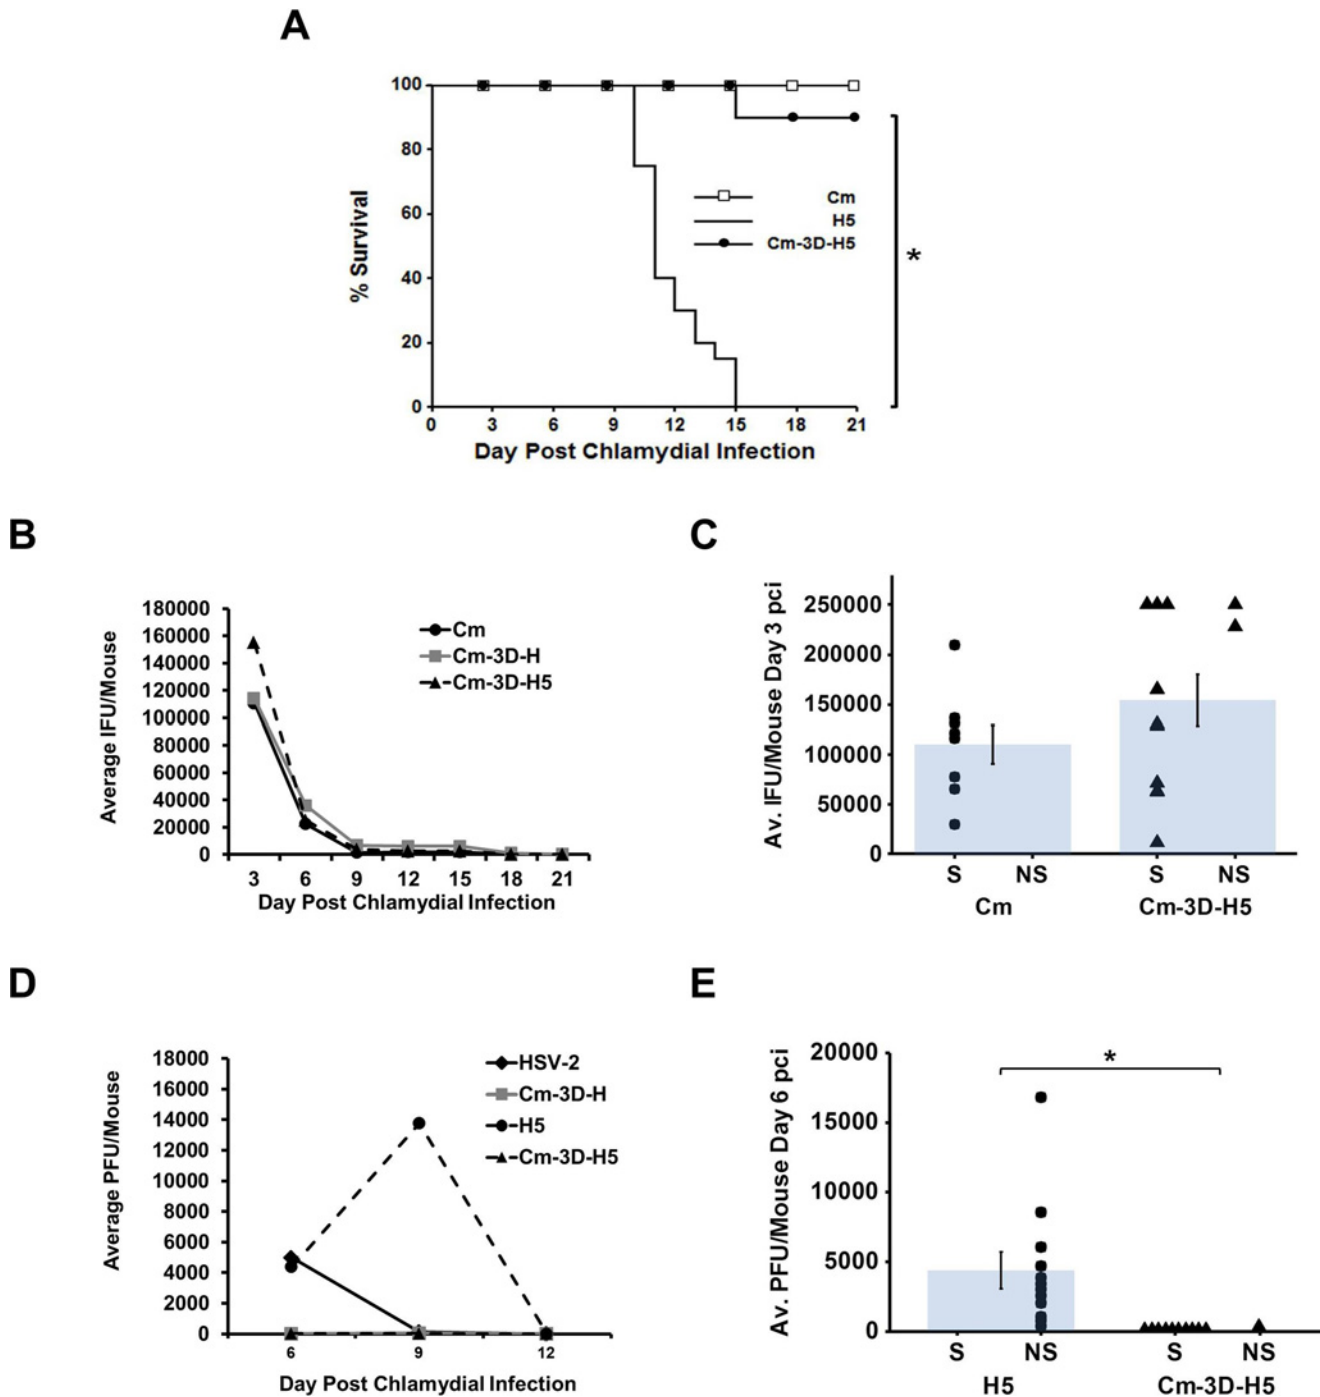 A
% Survival
100
80
60
40
20
0
Cm
H5
Cm-3D-H5
*
0 3 6 9 12 15 18 21
Day Post Chlamydial Infection
B
Average IFU/Mouse
180000
160000
140000
120000
100000
80000
60000
40000
20000
0
Cm
Cm-3D-H
Cm-3D-H5
3 6 9 12 15 18 21
Day Post Chlamydial Infection
C
Av. IFU/Mouse Day 3 pci
250000
200000
150000
100000
50000
0
S NS S NS
Cm Cm-3D-H5
D
Average PFU/Mouse
18000
16000
14000
12000
10000
8000
6000
4000
2000
0
HSV-2
Cm-3D-H
H5
Cm-3D-H5
6 9 12
Day Post Chlamydial Infection
E
Av. PFU/Mouse Day 6 pci
20000
15000
10000
5000
0
*
S NS S NS
H5 Cm-3D-H5